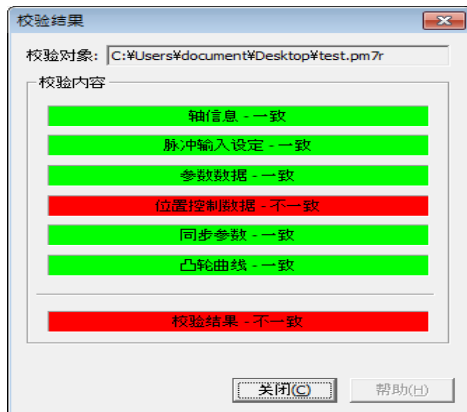 校验结果
校验对象: C:¥Users¥document¥Desktop¥test.pm7r
校验内容
轴信息 - 一致
脉冲输入设定 - 一致
参数数据 - 一致
位置控制数据 - 不一致
同步参数 - 一致
凸轮曲线 - 一致
校验结果 - 不一致
关闭(C) 帮助(H)